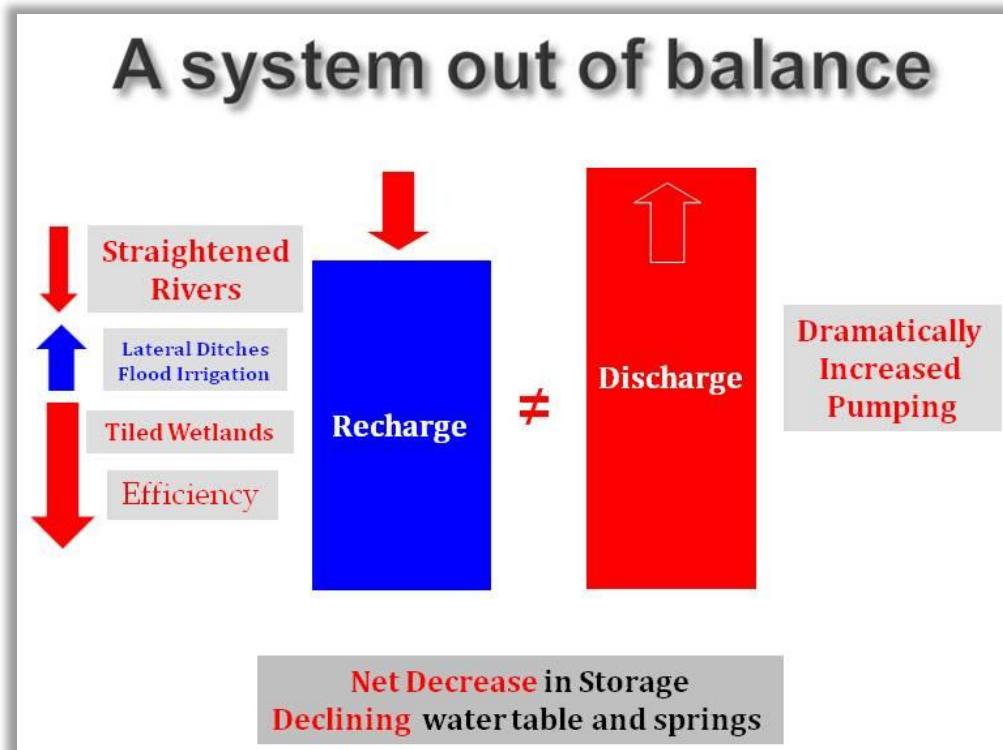 A system out of balance
Straightened
Rivers
Lateral Ditches
Flood Irrigation
Tiled Wetlands
Efficiency
Recharge
≠
Discharge
Dramatically
Increased
Pumping
Net Decrease in Storage
Declining water table and springs